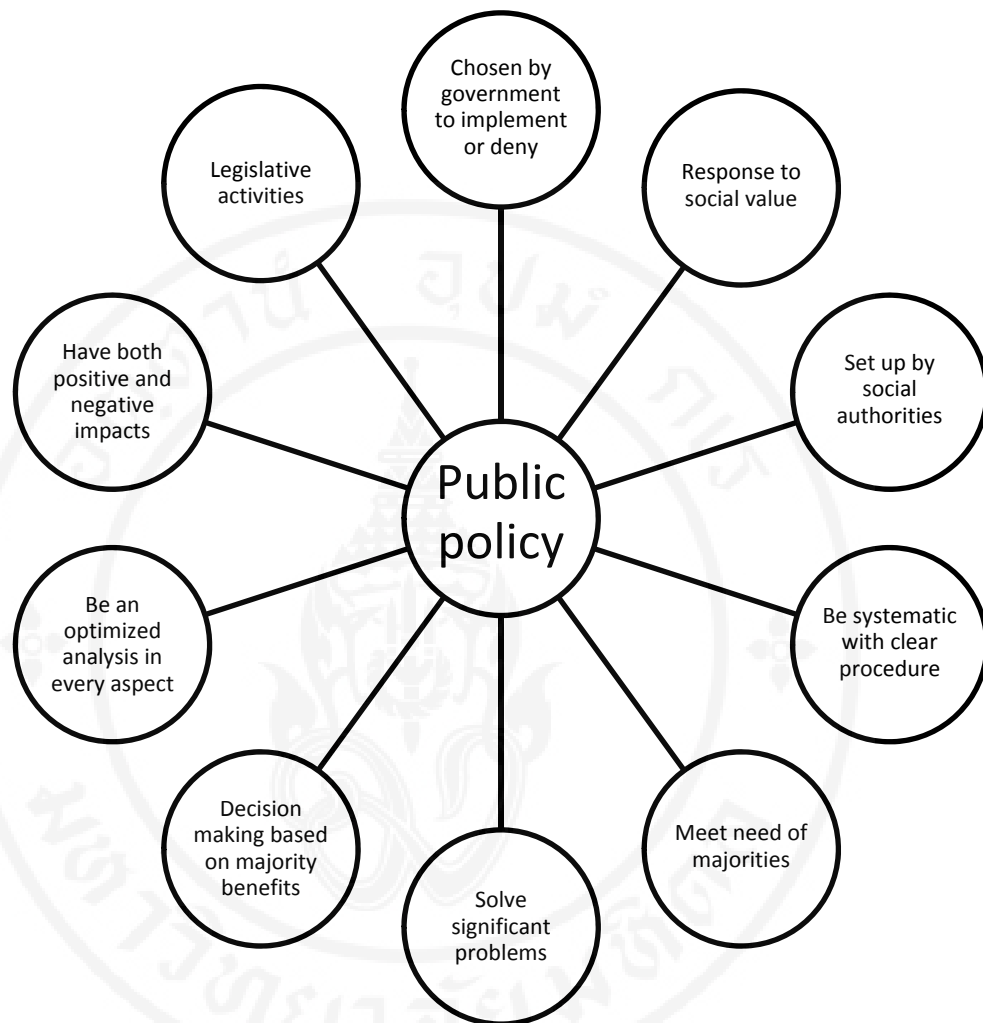 Chosen by
government
to implement
or deny
Response to
social value
Set up by
social
authorities
Be systematic
with clear
procedure
Meet need of
majorities
Solve
significant
problems
Decision
making based
on majority
benefits
Be an
optimized
analysis in
every aspect
Have both
positive and
negative
impacts
Legislative
activities
Public
policy